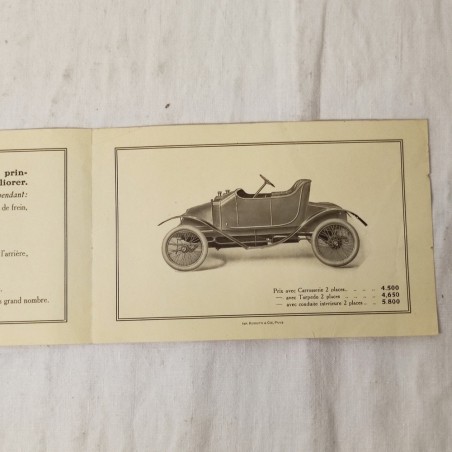 prin-
liorer.
pendant:
de frein,
l'arrière,
grand nombre.
Prix avec Carrosserie 2 places. . . . 4.500
— avec Torpédo 2 places . . . . 4.650
— avec conduite intérieure 2 places. . 5.800